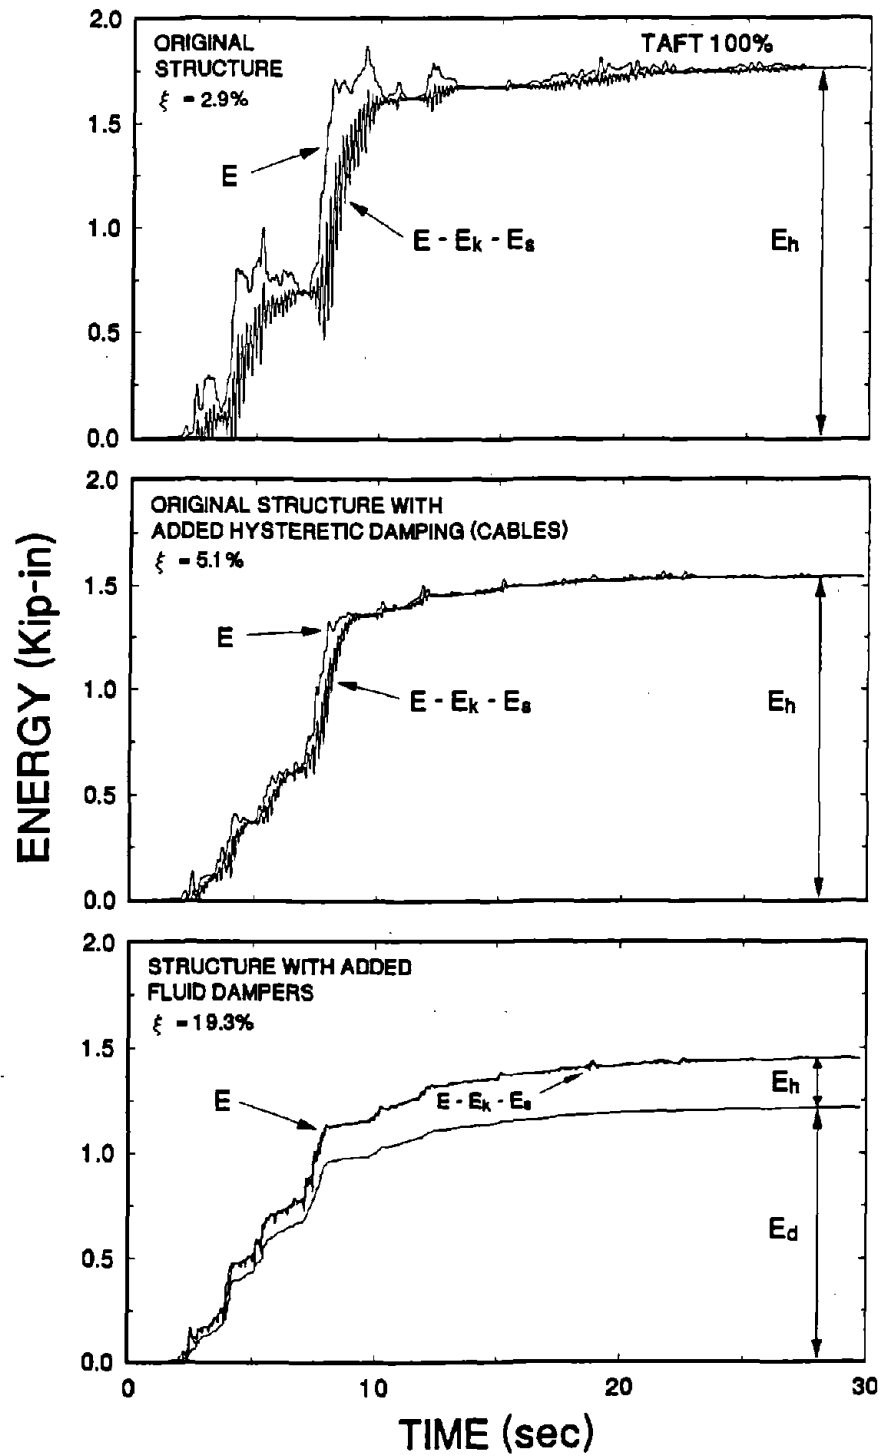 2.0
ORIGINAL
STRUCTURE
ξ = 2.9%
TAFT 100%
1.5
E
1.0
E - Ek - Es
Eh
0.5
0.0
2.0
ORIGINAL STRUCTURE WITH
ADDED HYSTERETIC DAMPING (CABLES)
ξ = 5.1%
1.5
E
1.0
E - Ek - Es
Eh
0.5
0.0
ENERGY (Kip-in)
2.0
STRUCTURE WITH ADDED
FLUID DAMPERS
ξ = 19.3%
1.5
E
E - Ek - Es
Eh
1.0
Ed
0.5
0.0
0 10 20 30
TIME (sec)